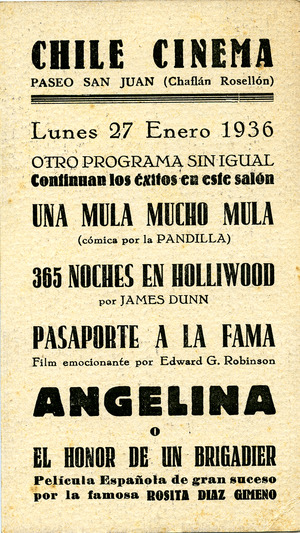 CHILE CINEMA
PASEO SAN JUAN (Chaflán Rosellón)
Lunes 27 Enero 1936
OTRO PROGRAMA SIN IGUAL
Continuan los éxitos en este salón
UNA MULA MUCHO MULA
(cómica por la PANDILLA)
365 NOCHES EN HOLLIWOOD
por JAMES DUNN
PASAPORTE A LA FAMA
Film emocionante por Edward G. Robinson
ANGELINA
O
EL HONOR DE UN BRIGADIER
Película Española de gran suceso
por la famosa ROSITA DIAZ GIMENO